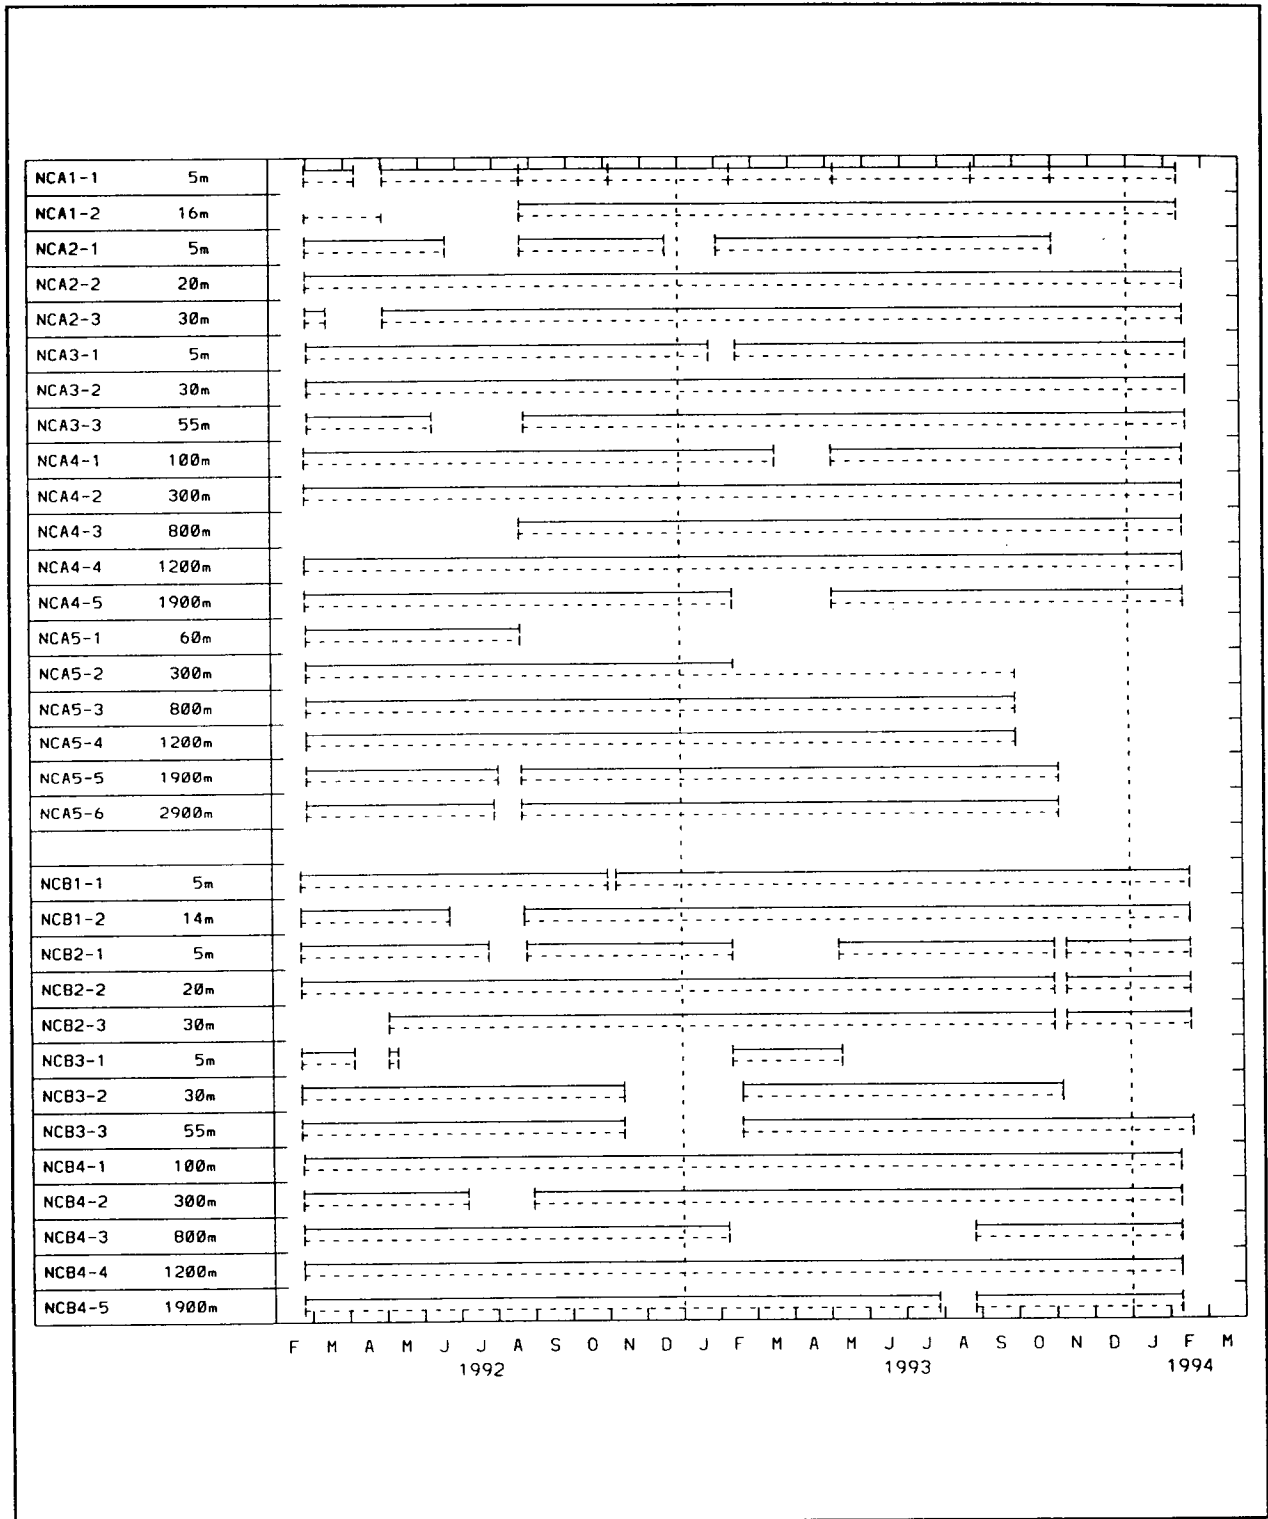 NCA1-1 5m
NCA1-2 16m
NCA2-1 5m
NCA2-2 20m
NCA2-3 30m
NCA3-1 5m
NCA3-2 30m
NCA3-3 55m
NCA4-1 100m
NCA4-2 300m
NCA4-3 800m
NCA4-4 1200m
NCA4-5 1900m
NCA5-1 60m
NCA5-2 300m
NCA5-3 800m
NCA5-4 1200m
NCA5-5 1900m
NCA5-6 2900m
NCB1-1 5m
NCB1-2 14m
NCB2-1 5m
NCB2-2 20m
NCB2-3 30m
NCB3-1 5m
NCB3-2 30m
NCB3-3 55m
NCB4-1 100m
NCB4-2 300m
NCB4-3 800m
NCB4-4 1200m
NCB4-5 1900m
F M A M J J A S O N D J F M A M J J A S O N D J F M
1992 1993 1994